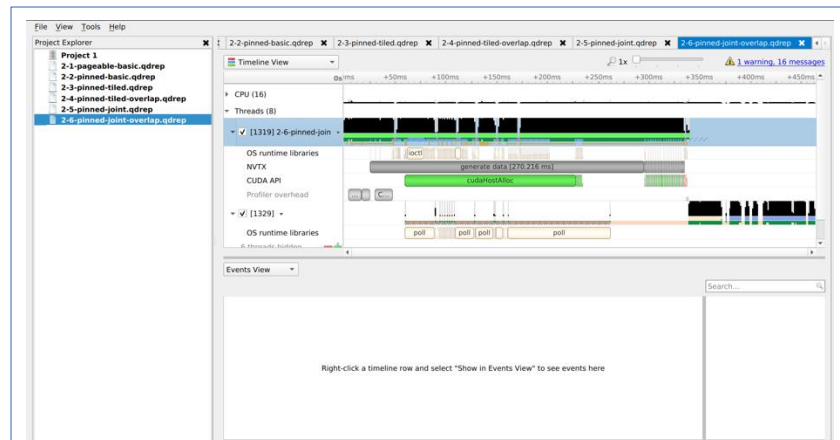 File View Tools Help
Project Explorer
Project 1
2-1-pageable-basic.qdrep
2-2-pinned-basic.qdrep
2-3-pinned-tiled.qdrep
2-4-pinned-tiled-overlap.qdrep
2-5-pinned-joint.qdrep
2-6-pinned-joint-overlap.qdrep
2-2-pinned-basic.qdrep 2-3-pinned-tiled.qdrep 2-4-pinned-tiled-overlap.qdrep 2-5-pinned-joint.qdrep 2-6-pinned-joint-overlap.qdrep
Timeline View 1x 1 warning, 16 messages
0s ms +50ms +100ms +150ms +200ms +250ms +300ms +350ms +400ms +450ms
CPU (16)
Threads (8)
[1319] 2-6-pinned-join
OS runtime libraries ioctl
NVTX generate data [270.216 ms]
CUDA API cudaHostAlloc
Profiler overhead ... C...
[1329]
OS runtime libraries poll poll poll poll
6 threads hidden
Events View
Search...
Right-click a timeline row and select "Show in Events View" to see events here